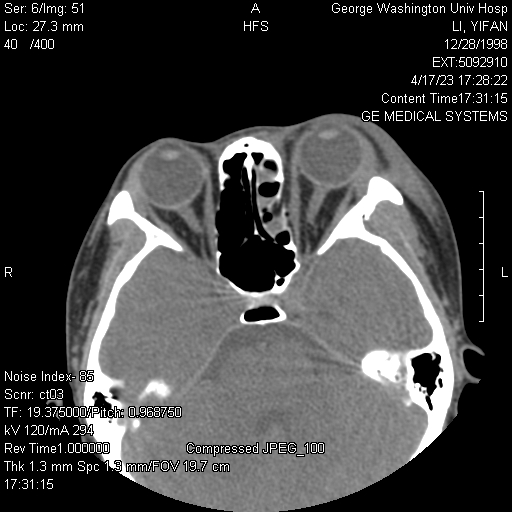 Ser: 6/Img: 51
Loc: 27.3 mm
40 /400
A
HFS
George Washington Univ Hosp
LI, YIFAN
12/28/1998
EXT:5092910
4/17/23 17:28:22
Content Time17:31:15
GE MEDICAL SYSTEMS
R
L
Noise Index- 85
Scnr: ct03
TF: 19.375000/Pitch: 0.968750
kV 120/mA 294
Rev Time1.000000
Compressed JPEG_100
Thk 1.3 mm Spc 1.3 mm/FOV 19.7 cm
17:31:15